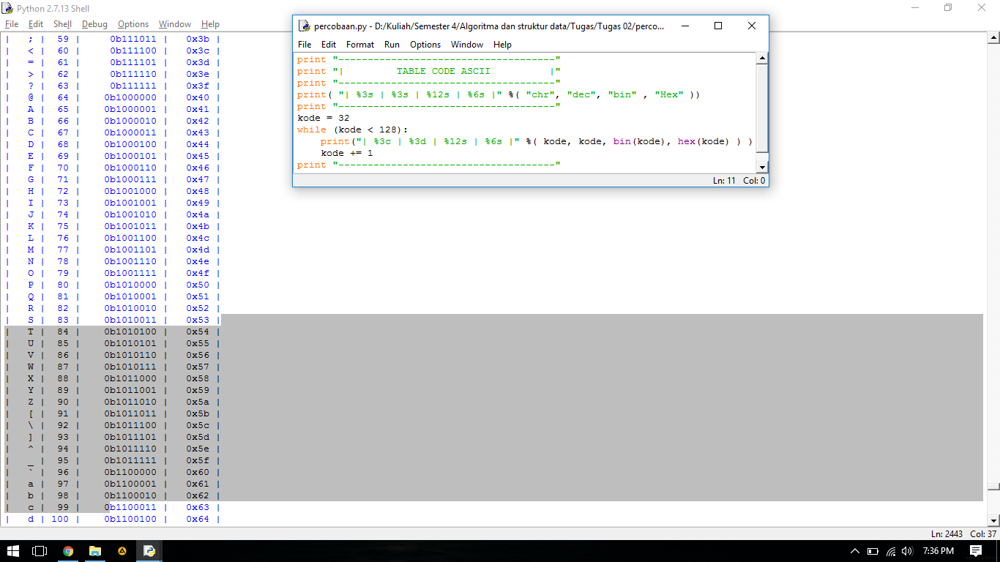 Python 2.7.13 Shell
File Edit Shell Debug Options Window Help
| ; | 59 | 0b111011 | 0x3b |
| < | 60 | 0b111100 | 0x3c |
| = | 61 | 0b111101 | 0x3d |
| > | 62 | 0b111110 | 0x3e |
| ? | 63 | 0b111111 | 0x3f |
| @ | 64 | 0b1000000 | 0x40 |
| A | 65 | 0b1000001 | 0x41 |
| B | 66 | 0b1000010 | 0x42 |
| C | 67 | 0b1000011 | 0x43 |
| D | 68 | 0b1000100 | 0x44 |
| E | 69 | 0b1000101 | 0x45 |
| F | 70 | 0b1000110 | 0x46 |
| G | 71 | 0b1000111 | 0x47 |
| H | 72 | 0b1001000 | 0x48 |
| I | 73 | 0b1001001 | 0x49 |
| J | 74 | 0b1001010 | 0x4a |
| K | 75 | 0b1001011 | 0x4b |
| L | 76 | 0b1001100 | 0x4c |
| M | 77 | 0b1001101 | 0x4d |
| N | 78 | 0b1001110 | 0x4e |
| O | 79 | 0b1001111 | 0x4f |
| P | 80 | 0b1010000 | 0x50 |
| Q | 81 | 0b1010001 | 0x51 |
| R | 82 | 0b1010010 | 0x52 |
| S | 83 | 0b1010011 | 0x53 |
| T | 84 | 0b1010100 | 0x54 |
| U | 85 | 0b1010101 | 0x55 |
| V | 86 | 0b1010110 | 0x56 |
| W | 87 | 0b1010111 | 0x57 |
| X | 88 | 0b1011000 | 0x58 |
| Y | 89 | 0b1011001 | 0x59 |
| Z | 90 | 0b1011010 | 0x5a |
| [ | 91 | 0b1011011 | 0x5b |
| \ | 92 | 0b1011100 | 0x5c |
| ] | 93 | 0b1011101 | 0x5d |
| ^ | 94 | 0b1011110 | 0x5e |
| _ | 95 | 0b1011111 | 0x5f |
| ` | 96 | 0b1100000 | 0x60 |
| a | 97 | 0b1100001 | 0x61 |
| b | 98 | 0b1100010 | 0x62 |
| c | 99 | 0b1100011 | 0x63 |
| d | 100 | 0b1100100 | 0x64 |
Ln: 2443 Col: 37
percobaan.py - D:/Kuliah/Semester 4/Algoritma dan struktur data/Tugas/Tugas 02/perco...
File Edit Format Run Options Window Help
print "-------------------------------------"
print "|         TABLE CODE ASCII          |"
print "-------------------------------------"
print( "| %3s | %3s | %12s | %6s |" %( "chr", "dec", "bin" , "Hex" ))
print "-------------------------------------"
kode = 32
while (kode < 128):
    print("| %3c | %3d | %12s | %6s |" %( kode, kode, bin(kode), hex(kode) ) )
    kode += 1
print "-------------------------------------"
Ln: 11 Col: 0
7:36 PM